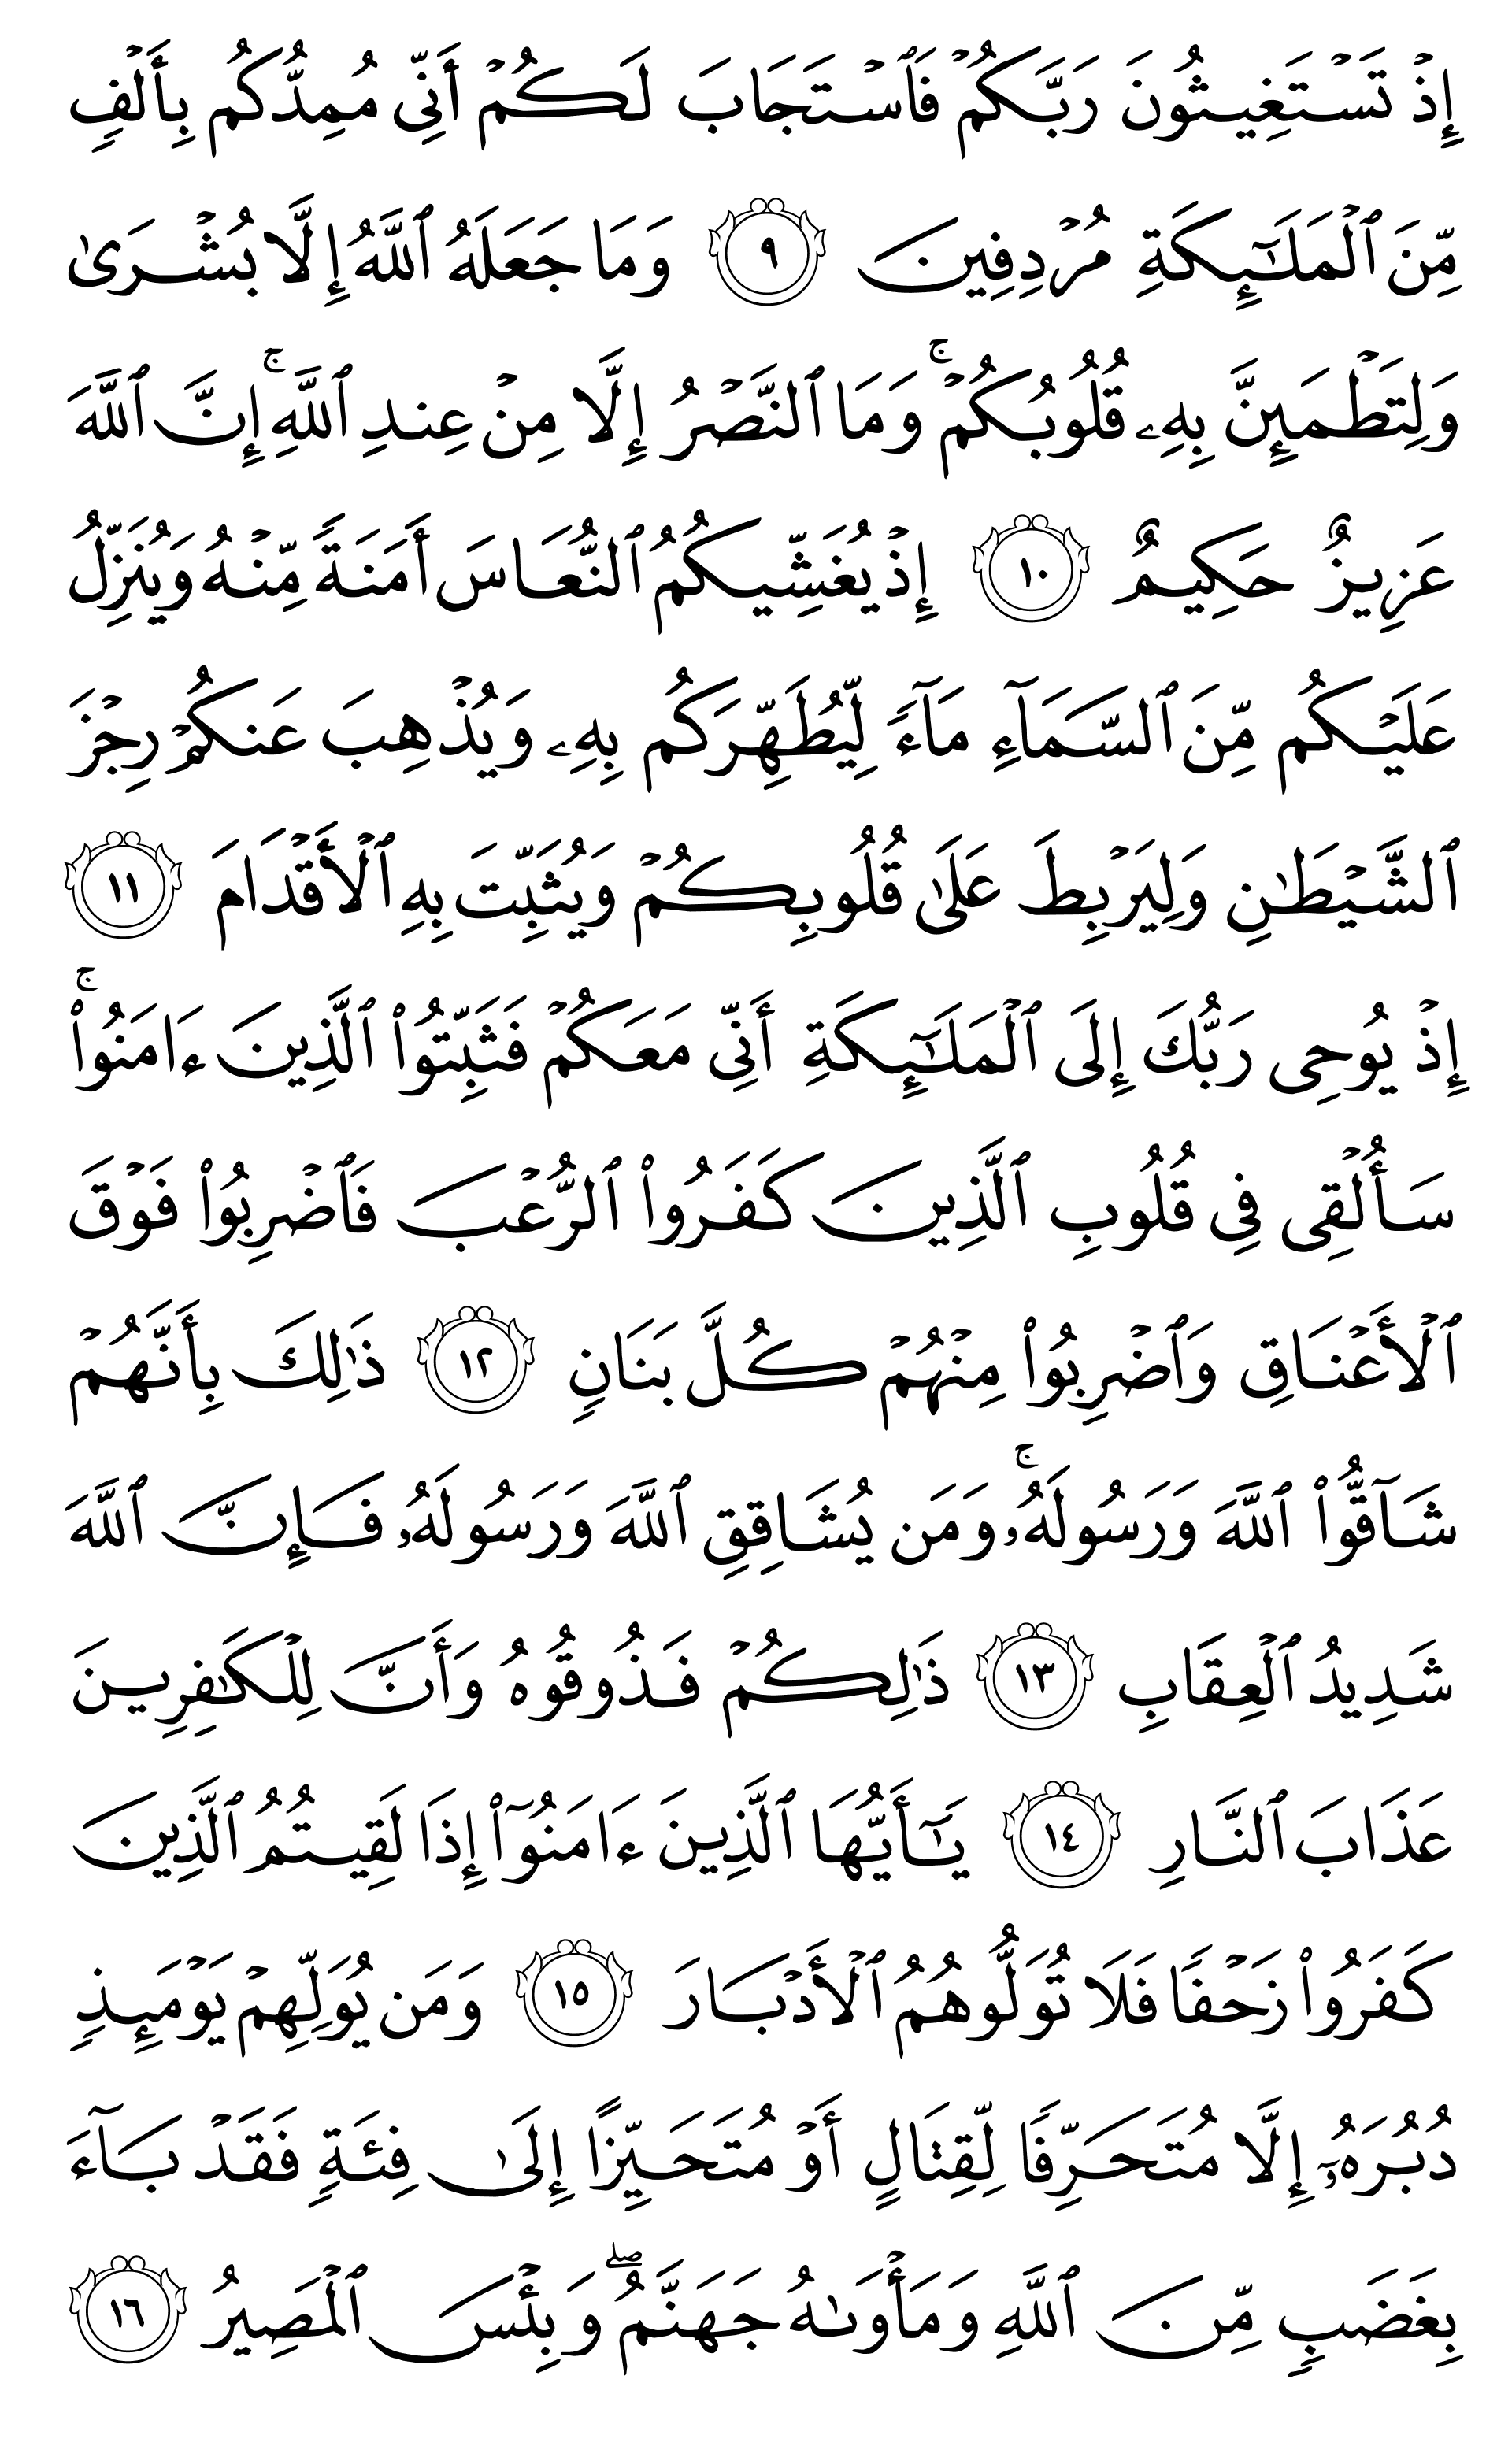 إِذۡ تَسۡتَغِيثُونَ رَبَّكُمۡ فَٱسۡتَجَابَ لَكُمۡ أَنِّي مُمِدُّكُم بِأَلۡفٖ
مِّنَ ٱلۡمَلَٰٓئِكَةِ مُرۡدِفِينَ ٩ وَمَا جَعَلَهُ ٱللَّهُ إِلَّا بُشۡرَىٰ
وَلِتَطۡمَئِنَّ بِهِۦ قُلُوبُكُمۡۚ وَمَا ٱلنَّصۡرُ إِلَّا مِنۡ عِندِ ٱللَّهِۚ إِنَّ ٱللَّهَ
عَزِيزٌ حَكِيمٌ ١٠ إِذۡ يُغَشِّيكُمُ ٱلنُّعَاسَ أَمَنَةٗ مِّنۡهُ وَيُنَزِّلُ
عَلَيۡكُم مِّنَ ٱلسَّمَآءِ مَآءٗ لِّيُطَهِّرَكُم بِهِۦ وَيُذۡهِبَ عَنكُمۡ رِجۡزَ
ٱلشَّيۡطَٰنِ وَلِيَرۡبِطَ عَلَىٰ قُلُوبِكُمۡ وَيُثَبِّتَ بِهِ ٱلۡأَقۡدَامَ ١١
إِذۡ يُوحِي رَبُّكَ إِلَى ٱلۡمَلَٰٓئِكَةِ أَنِّي مَعَكُمۡ فَثَبِّتُواْ ٱلَّذِينَ ءَامَنُواْۚ
سَأُلۡقِي فِي قُلُوبِ ٱلَّذِينَ كَفَرُواْ ٱلرُّعۡبَ فَٱضۡرِبُواْ فَوۡقَ
ٱلۡأَعۡنَاقِ وَٱضۡرِبُواْ مِنۡهُمۡ كُلَّ بَنَانٖ ١٢ ذَٰلِكَ بِأَنَّهُمۡ
شَآقُّواْ ٱللَّهَ وَرَسُولَهُۥۚ وَمَن يُشَاقِقِ ٱللَّهَ وَرَسُولَهُۥ فَإِنَّ ٱللَّهَ
شَدِيدُ ٱلۡعِقَابِ ١٣ ذَٰلِكُمۡ فَذُوقُوهُ وَأَنَّ لِلۡكَٰفِرِينَ
عَذَابَ ٱلنَّارِ ١٤ يَٰٓأَيُّهَا ٱلَّذِينَ ءَامَنُوٓاْ إِذَا لَقِيتُمُ ٱلَّذِينَ
كَفَرُواْ زَحۡفٗا فَلَا تُوَلُّوهُمُ ٱلۡأَدۡبَارَ ١٥ وَمَن يُوَلِّهِمۡ يَوۡمَئِذٖ
دُبُرَهُۥٓ إِلَّا مُتَحَرِّفٗا لِّقِتَالٍ أَوۡ مُتَحَيِّزًا إِلَىٰ فِئَةٖ فَقَدۡ بَآءَ
بِغَضَبٖ مِّنَ ٱللَّهِ وَمَأۡوَىٰهُ جَهَنَّمُۖ وَبِئۡسَ ٱلۡمَصِيرُ ١٦